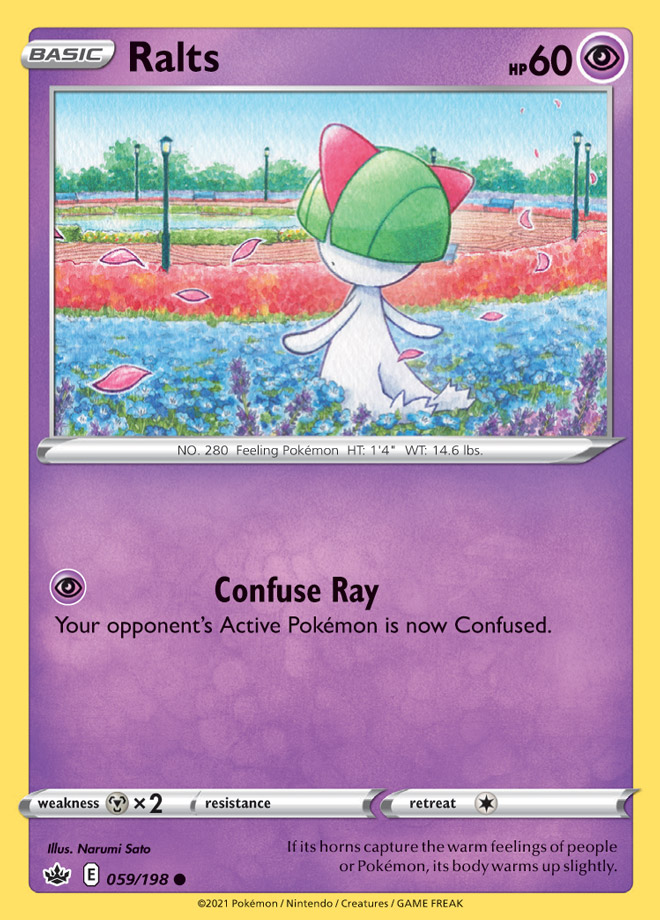 BASIC Ralts HP60
NO. 280 Feeling Pokémon HT: 1'4" WT: 14.6 lbs.
Confuse Ray
Your opponent's Active Pokémon is now Confused.
weakness ×2 resistance retreat
Illus. Narumi Sato
If its horns capture the warm feelings of people
or Pokémon, its body warms up slightly.
E 059/198
©2021 Pokémon / Nintendo / Creatures / GAME FREAK